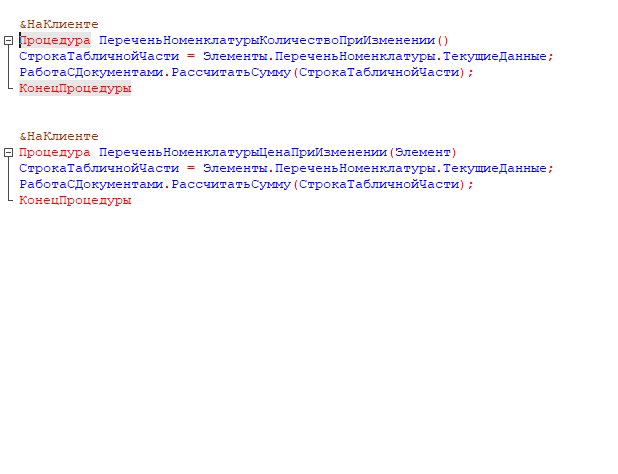 &НаКлиенте
Процедура ПереченьНоменклатурыКоличествоПриИзменении()
СтрокаТабличнойЧасти = Элементы.ПереченьНоменклатуры.ТекущиеДанные;
РаботаСДокументами.РассчитатьСумму(СтрокаТабличнойЧасти);
КонецПроцедуры
&НаКлиенте
Процедура ПереченьНоменклатурыЦенаПриИзменении(Элемент)
СтрокаТабличнойЧасти = Элементы.ПереченьНоменклатуры.ТекущиеДанные;
РаботаСДокументами.РассчитатьСумму(СтрокаТабличнойЧасти);
КонецПроцедуры